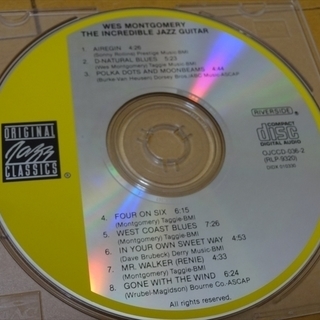 WES MONTGOMERY
THE INCREDIBLE JAZZ GUITAR
1. AIREGIN 4:26
(Sonny Rollins) Prestige Music-BMI
2. D-NATURAL BLUES 5:23
(Wes Montgomery) Taggie-BMI
3. POLKA DOTS AND MOONBEAMS 4:44
(Burke-Van Heusen) Dorsey Bros. Music-ASCAP
ORIGINAL
Jazz
CLASSICS
®
RIVERSIDE
COMPACT
disc
DIGITAL AUDIO
OJCCD-036-2
(RLP-9320)
4. FOUR ON SIX 6:15
(Montgomery) Taggie-BMI
5. WEST COAST BLUES 7:26
(Montgomery) Taggie-BMI
6. IN YOUR OWN SWEET WAY 4:53
(Dave Brubeck) Derry Music-BMI
7. MR. WALKER (RENIE) 4:33
(Montgomery) Taggie-BMI
8. GONE WITH THE WIND 6:19
(Wrubel-Magidson) Bourne Co.-ASCAP
All rights reserved.